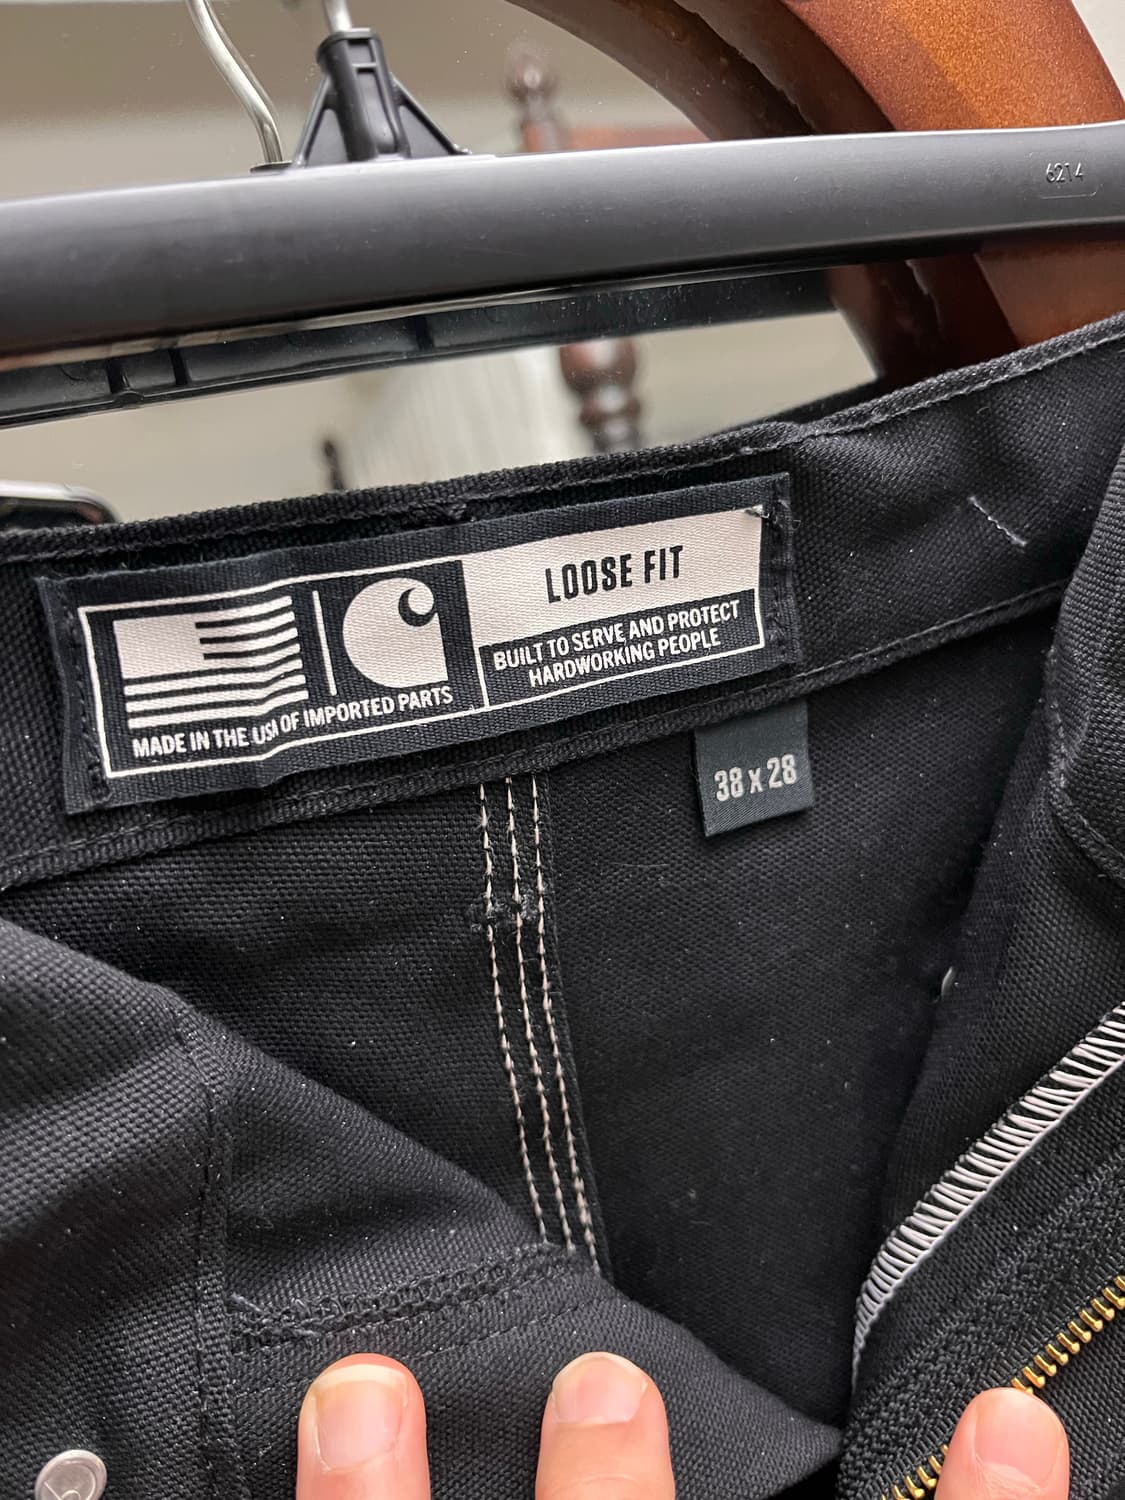 6214
LOOSE FIT
BUILT TO SERVE AND PROTECT
HARDWORKING PEOPLE
MADE IN THE USA OF IMPORTED PARTS
38 x 28